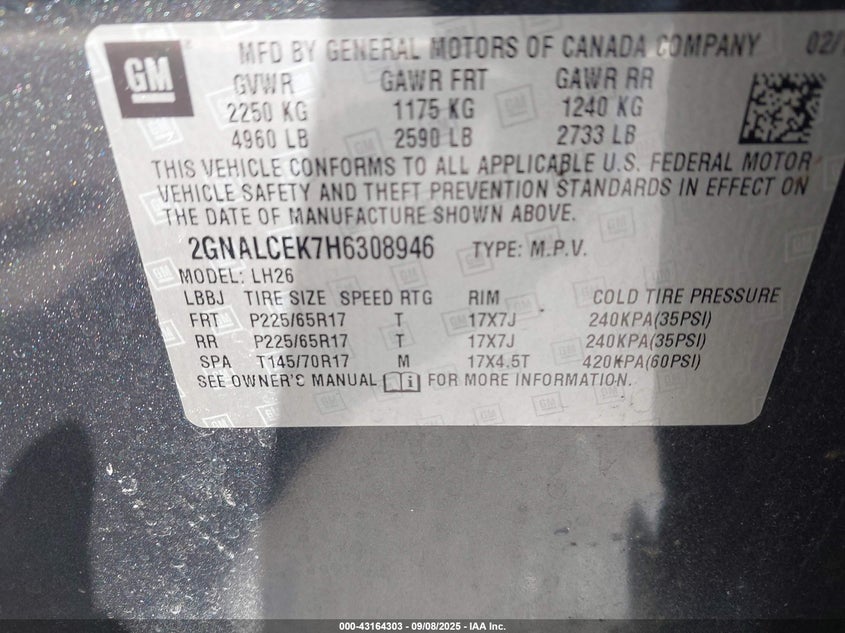 GM
MFD BY GENERAL MOTORS OF CANADA COMPANY 02/
GVWR GAWR FRT GAWR RR
2250 KG 1175 KG 1240 KG
4960 LB 2590 LB 2733 LB
THIS VEHICLE CONFORMS TO ALL APPLICABLE U.S. FEDERAL MOTOR
VEHICLE SAFETY AND THEFT PREVENTION STANDARDS IN EFFECT ON
THE DATE OF MANUFACTURE SHOWN ABOVE.
2GNALCEK7H6308946 TYPE: M.P.V.
MODEL: LH26
LBBJ TIRE SIZE SPEED RTG RIM COLD TIRE PRESSURE
FRT P225/65R17 T 17X7J 240KPA(35PSI)
RR P225/65R17 T 17X7J 240KPA(35PSI)
SPA T145/70R17 M 17X4.5T 420KPA(60PSI)
SEE OWNER'S MANUAL FOR MORE INFORMATION.
000-43164303 - 09/08/2025 - IAA Inc.